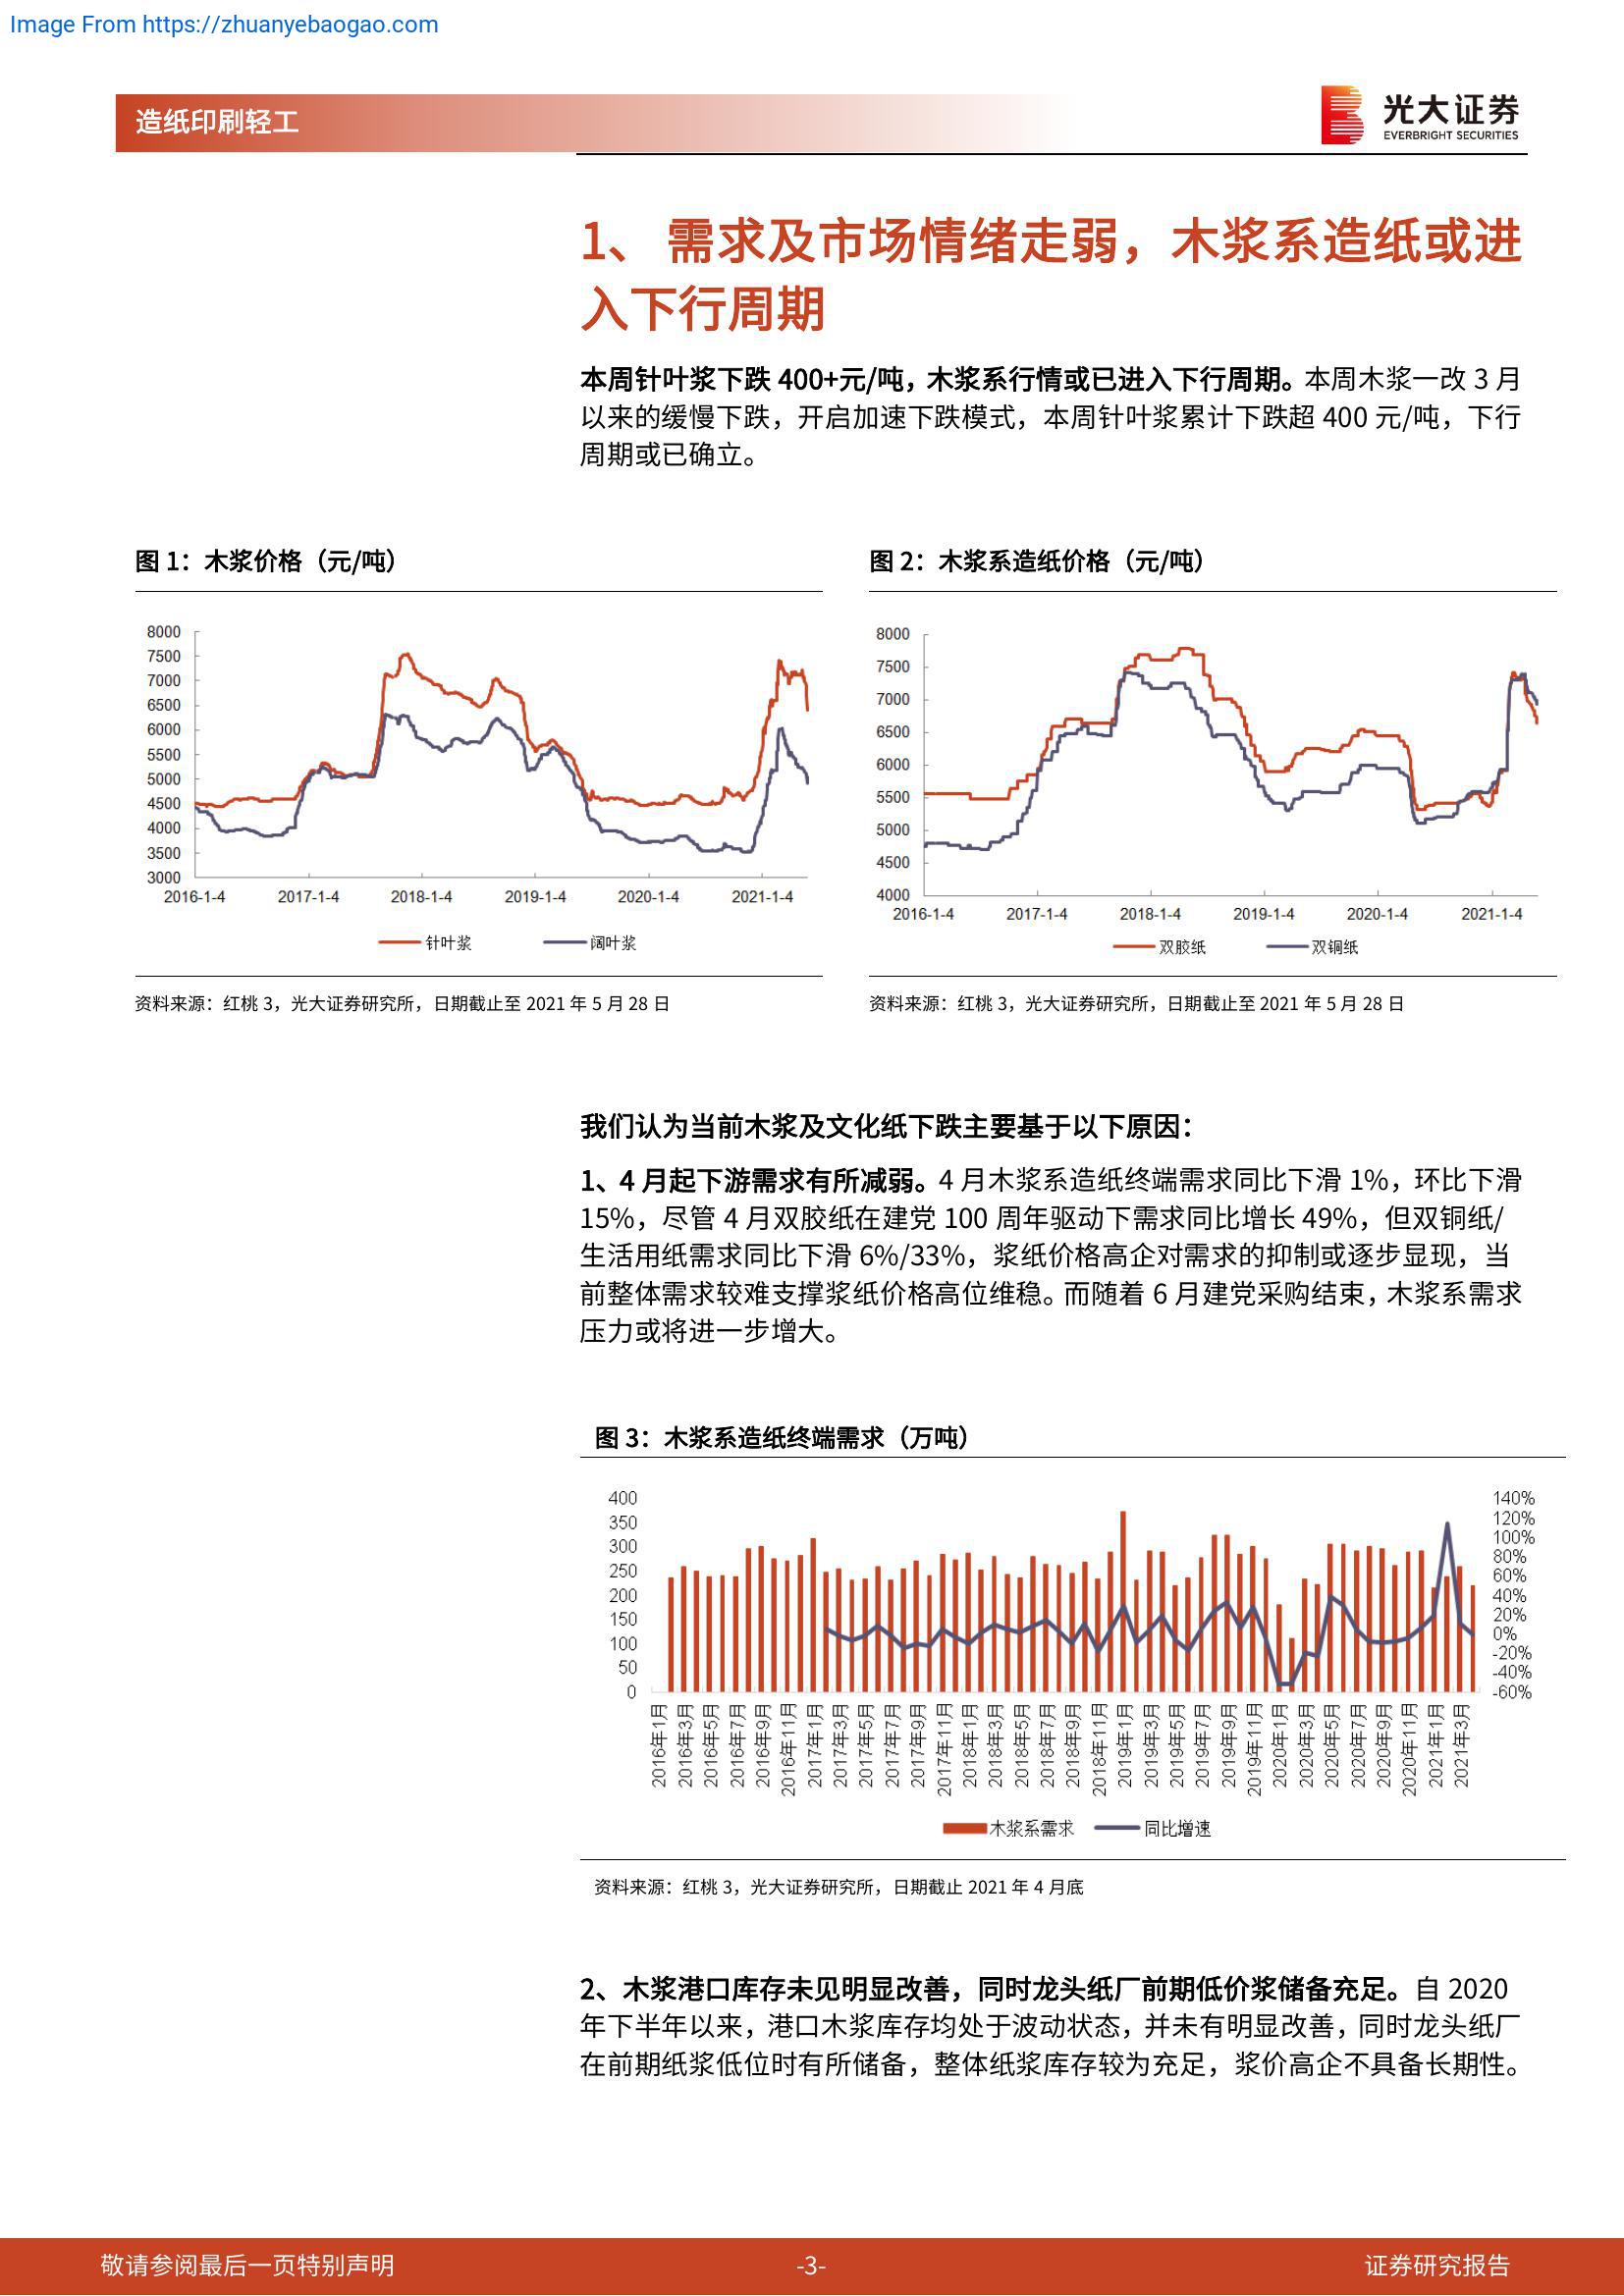 Image From https://zhuanyebaogao.com
造纸印刷轻工
光大证券
EVERBRIGHT SECURITIES
1、 需求及市场情绪走弱，木浆系造纸或进
入下行周期
本周针叶浆下跌 400+元/吨，木浆系行情或已进入下行周期。本周木浆一改 3 月
以来的缓慢下跌，开启加速下跌模式，本周针叶浆累计下跌超 400 元/吨，下行
周期或已确立。
图 1：木浆价格（元/吨）
8000
7500
7000
6500
6000
5500
5000
4500
4000
3500
3000
2016-1-4 2017-1-4 2018-1-4 2019-1-4 2020-1-4 2021-1-4
针叶浆 阔叶浆
资料来源：红桃 3，光大证券研究所，日期截止至 2021 年 5 月 28 日
图 2：木浆系造纸价格（元/吨）
8000
7500
7000
6500
6000
5500
5000
4500
4000
2016-1-4 2017-1-4 2018-1-4 2019-1-4 2020-1-4 2021-1-4
双胶纸 双铜纸
资料来源：红桃 3，光大证券研究所，日期截止至 2021 年 5 月 28 日
我们认为当前木浆及文化纸下跌主要基于以下原因：
1、4 月起下游需求有所减弱。4 月木浆系造纸终端需求同比下滑 1%，环比下滑
15%，尽管 4 月双胶纸在建党 100 周年驱动下需求同比增长 49%，但双铜纸/
生活用纸需求同比下滑 6%/33%，浆纸价格高企对需求的抑制或逐步显现，当
前整体需求较难支撑浆纸价格高位维稳。而随着 6 月建党采购结束，木浆系需求
压力或将进一步增大。
图 3：木浆系造纸终端需求（万吨）
400
350
300
250
200
150
100
50
0
140%
120%
100%
80%
60%
40%
20%
0%
-20%
-40%
-60%
2016年1月
2016年3月
2016年5月
2016年7月
2016年9月
2016年11月
2017年1月
2017年3月
2017年5月
2017年7月
2017年9月
2017年11月
2018年1月
2018年3月
2018年5月
2018年7月
2018年9月
2018年11月
2019年1月
2019年3月
2019年5月
2019年7月
2019年9月
2019年11月
2020年1月
2020年3月
2020年5月
2020年7月
2020年9月
2020年11月
2021年1月
2021年3月
木浆系需求 同比增速
资料来源：红桃 3，光大证券研究所，日期截止 2021 年 4 月底
2、木浆港口库存未见明显改善，同时龙头纸厂前期低价浆储备充足。自 2020
年下半年以来，港口木浆库存均处于波动状态，并未有明显改善，同时龙头纸厂
在前期纸浆低位时有所储备，整体纸浆库存较为充足，浆价高企不具备长期性。
敬请参阅最后一页特别声明
-3-
证券研究报告